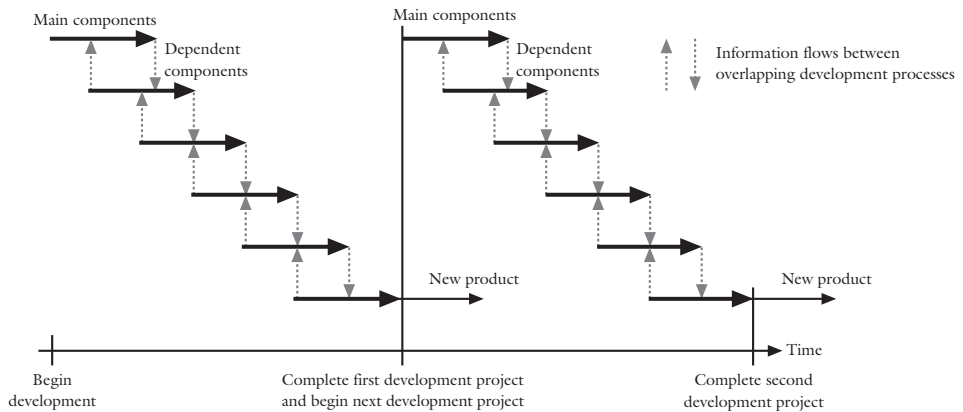 Main components
Main components
Dependent
components
Dependent
components
Information flows between
overlapping development processes
New product
New product
Time
Begin
development
Complete first development project
and begin next development project
Complete second
development project